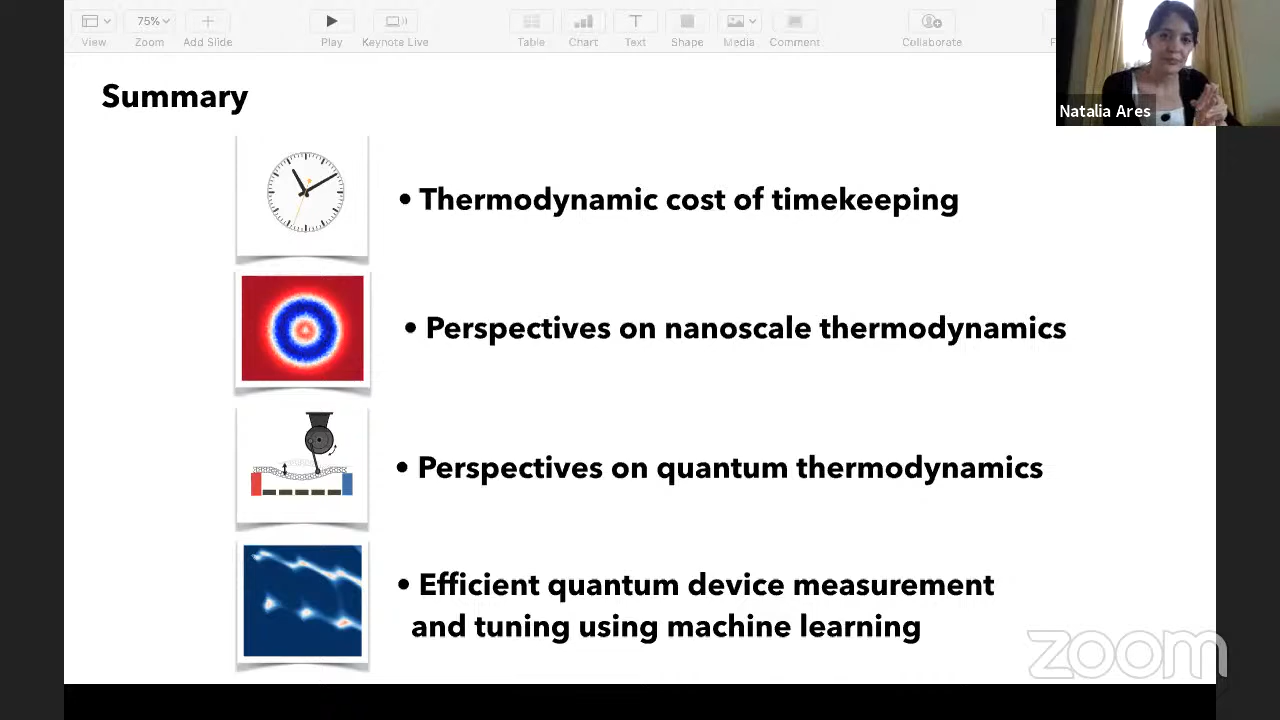 View
75%
Zoom
Add Slide
Play
Keynote Live
Table
Chart
T
Text
Shape
Media
Comment
Collaborate
Natalia Ares
Summary
• Thermodynamic cost of timekeeping
• Perspectives on nanoscale thermodynamics
• Perspectives on quantum thermodynamics
• Efficient quantum device measurement
and tuning using machine learning
zoom